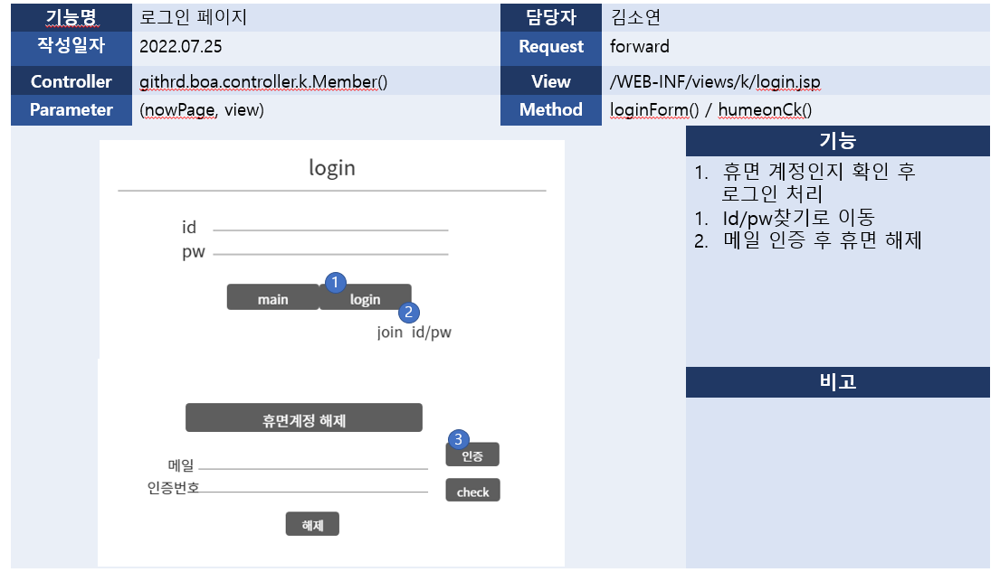 기능명 로그인 페이지 담당자 김소연
작성일자 2022.07.25 Request forward
Controller githrd.boa.controller.k.Member() View /WEB-INF/views/k/login.jsp
Parameter (nowPage, view) Method loginForm() / humeonCk()
login
id
pw
1
main login
2
join id/pw
휴면계정 해제
3
메일 인증
인증번호 check
해제
기능
1. 휴면 계정인지 확인 후
로그인 처리
1. Id/pw찾기로 이동
2. 메일 인증 후 휴면 해제
비고